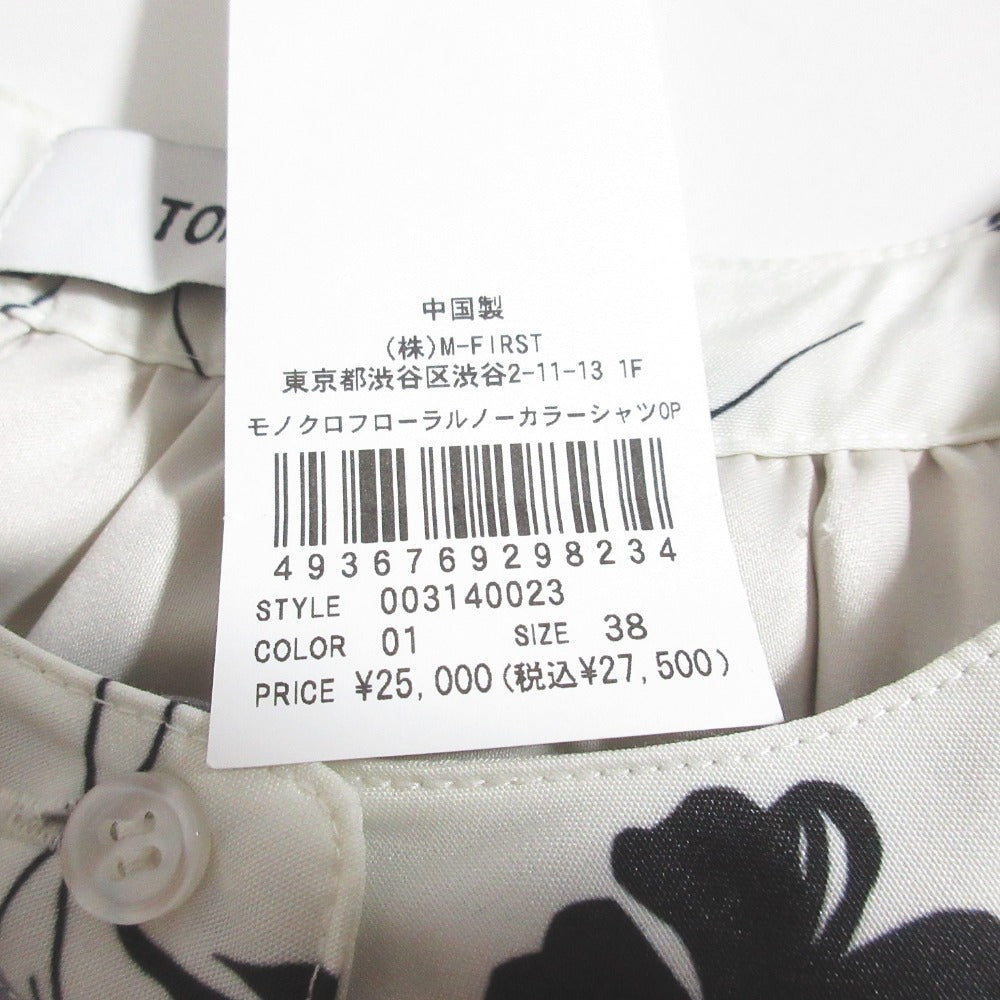 中国製
(株)M-FIRST
東京都渋谷区渋谷2-11-13 1F
モノクロフローラルノーカラーシャツOP
4936769298234
STYLE 003140023
COLOR 01 SIZE 38
PRICE ¥25,000(税込¥27,500)